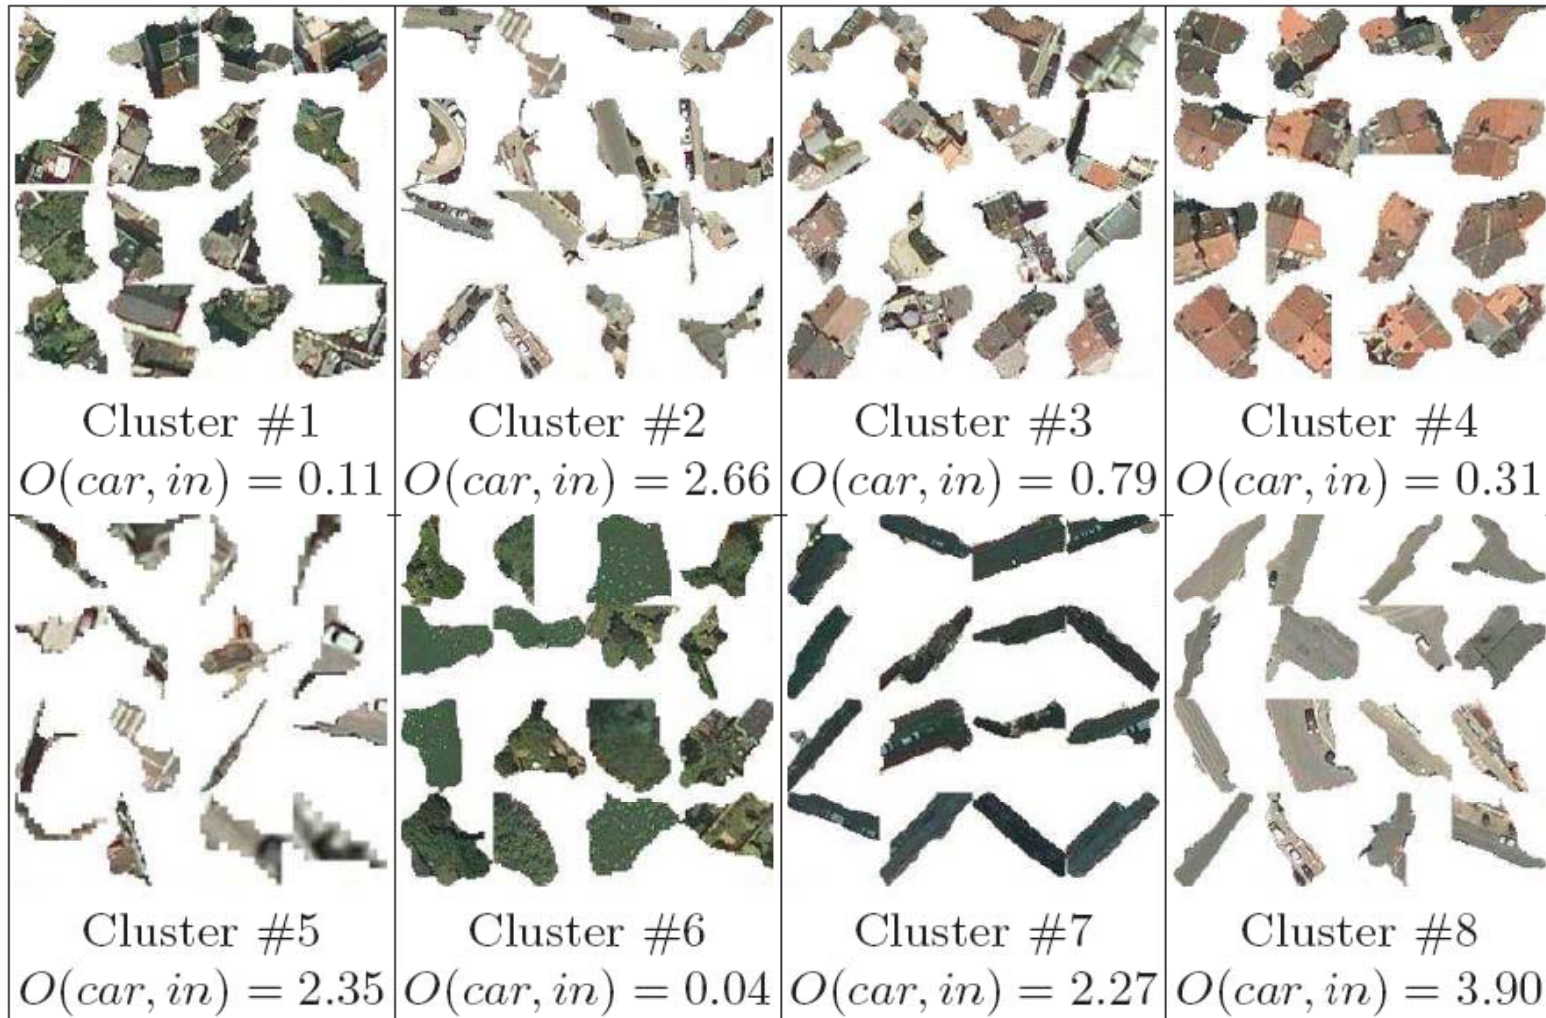 Cluster #1
O(car, in) = 0.11
Cluster #2
O(car, in) = 2.66
Cluster #3
O(car, in) = 0.79
Cluster #4
O(car, in) = 0.31
Cluster #5
O(car, in) = 2.35
Cluster #6
O(car, in) = 0.04
Cluster #7
O(car, in) = 2.27
Cluster #8
O(car, in) = 3.90